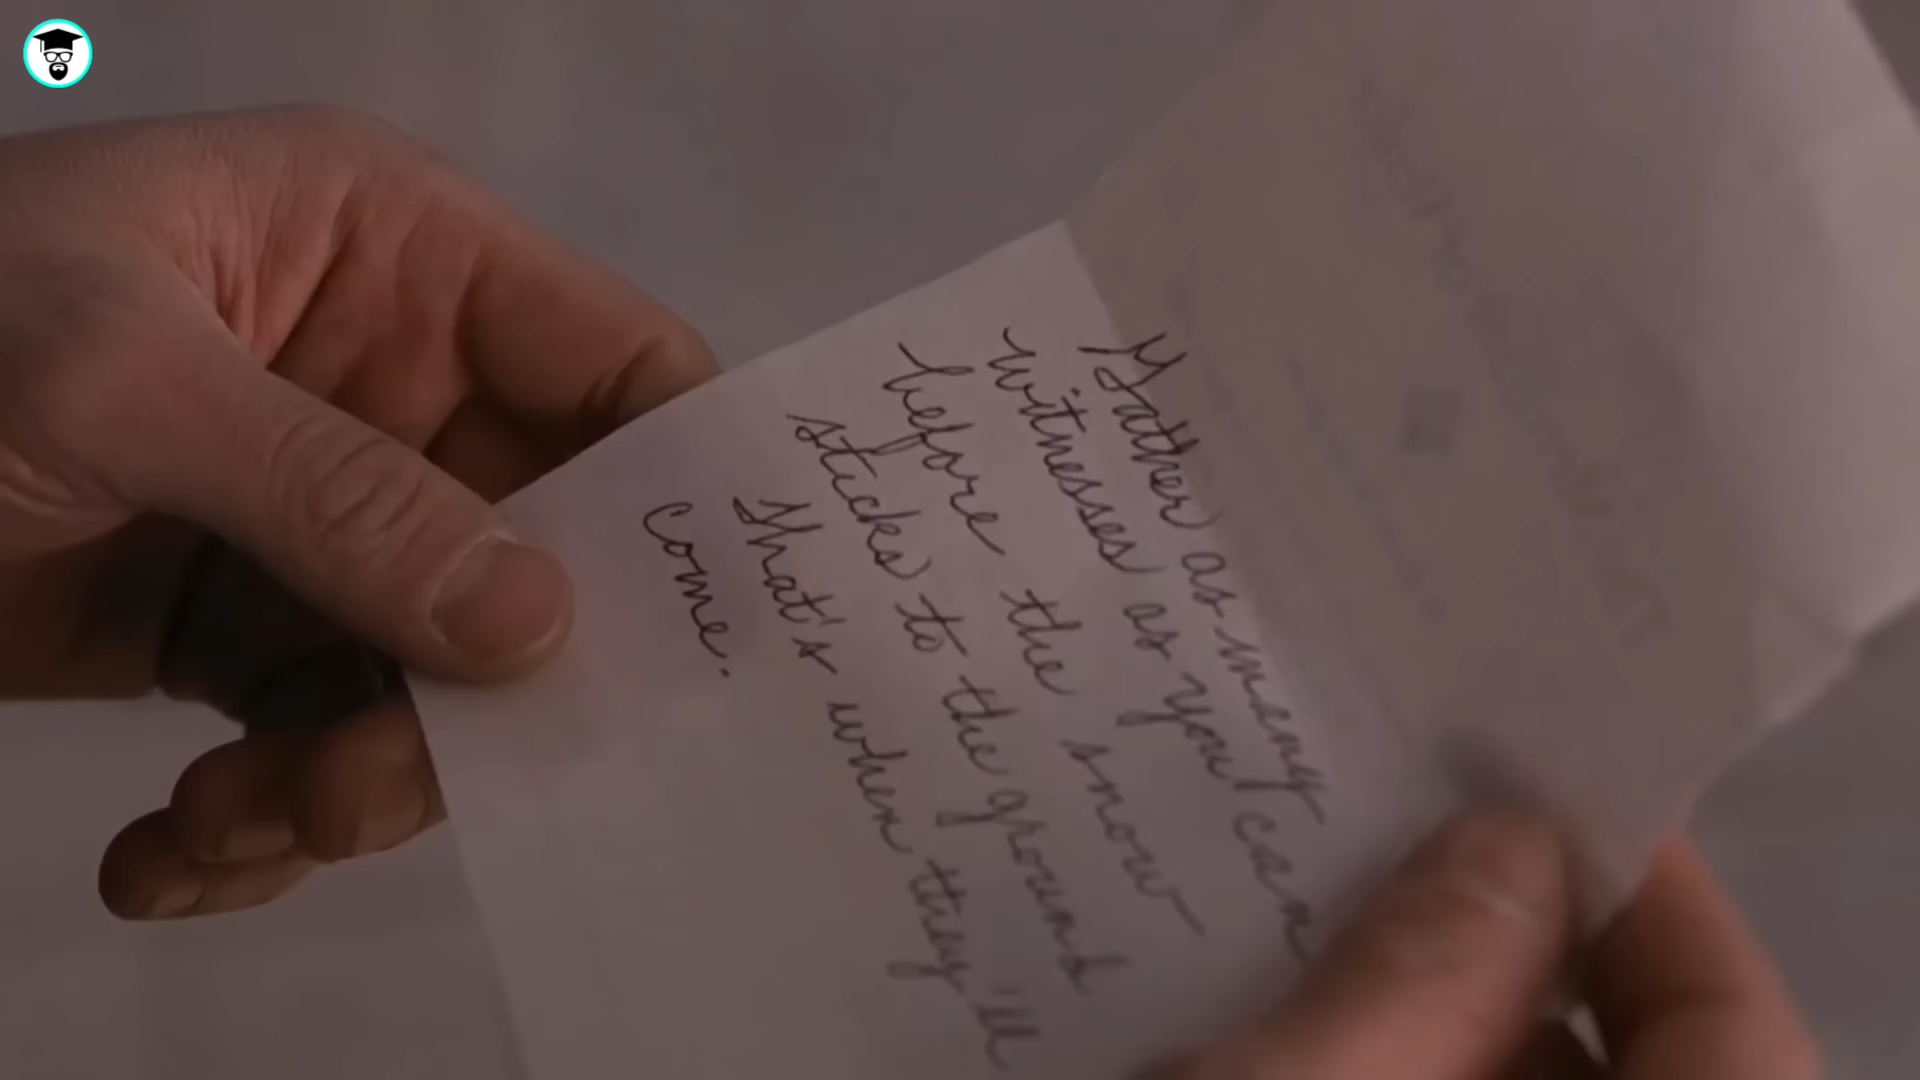 Gather as many
witnesses as you can
before the snow
sticks to the ground
That's when they'll
come.